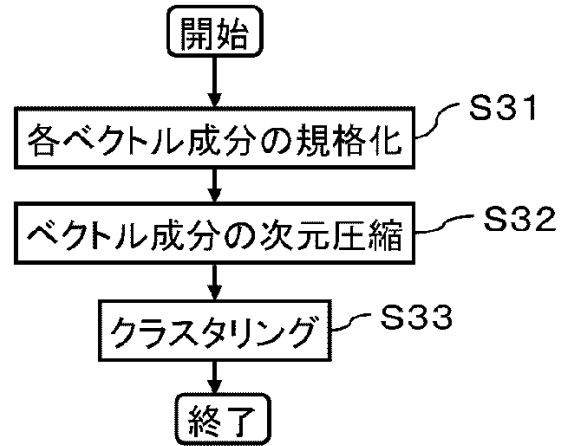 開始
各ベクトル成分の規格化
S31
ベクトル成分の次元圧縮
S32
クラスタリング
S33
終了